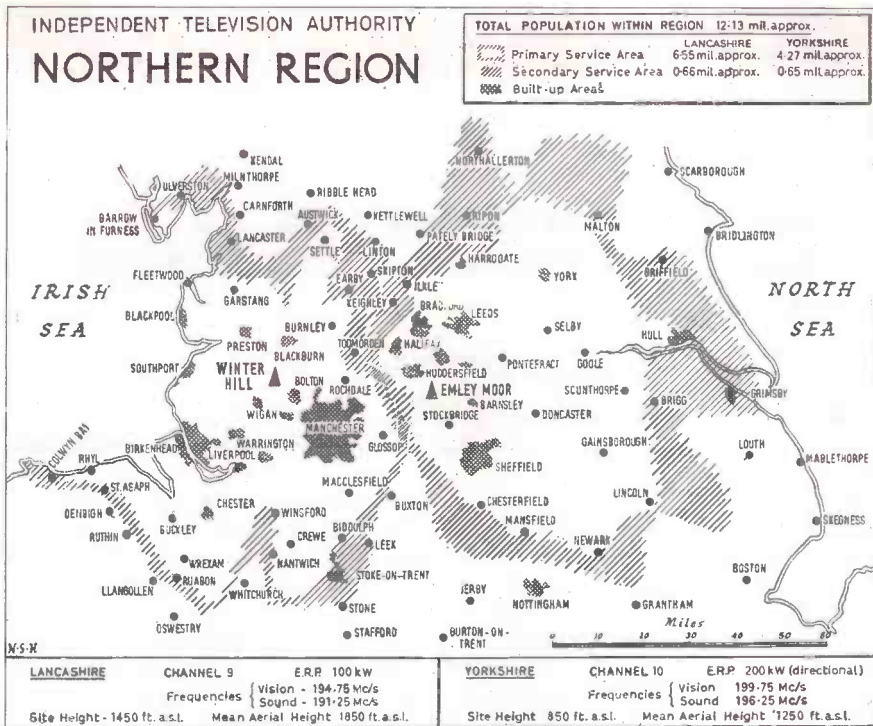 INDEPENDENT TELEVISION AUTHORITY
NORTHERN REGION
TOTAL POPULATION WITHIN REGION 12·13 mil.approx.
LANCASHIRE YORKSHIRE
Primary Service Area 6·55 mil.approx. 4·27 mil.approx.
Secondary Service Area 0·66 mil.approx. 0·65 mil.approx.
Built-up Areas
KENDAL
MILNTHORPE
NORTHALLERTON
SCARBOROUGH
ULVERSTON
RIBBLE HEAD
CARNFORTH
AUSTWICK
KETTLEWELL
RIPON
BARROW
IN FURNESS
MALTON
BRIDLINGTON
LANCASTER
SETTLE
LINTON
PATELY BRIDGE
HARROGATE
DRIFFIELD
FLEETWOOD
EARBY
SKIPTON
YORK
IRISH
SEA
GARSTANG
ILKLEY
KEIGHLEY
NORTH
SEA
BLACKPOOL
BURNLEY
BRADFORD
LEEDS
SELBY
HULL
PRESTON
BLACKBURN
TODMORDEN
HALIFAX
SOUTHPORT
WINTER
HILL
HUDDERSFIELD
PONTEFRACT
GOOLE
BOLTON
ROCHDALE
EMLEY MOOR
SCUNTHORPE
GRIMSBY
WIGAN
BARNSLEY
BRIGG
MANCHESTER
STOCKBRIDGE
DONCASTER
BIRKENHEAD
LIVERPOOL
WARRINGTON
GLOSSOP
GAINSBOROUGH
LOUTH
COLWYN BAY
RHYL
SHEFFIELD
MABLETHORPE
ST.ASAPH
MACCLESFIELD
BUXTON
CHESTERFIELD
LINCOLN
DENBIGH
CHESTER
WINSFORD
MANSFIELD
SKEGNESS
BUCKLEY
RUTHIN
CREWE
BIDDULPH
LEEK
NEWARK
WREXAM
NANTWICH
LLANGOLLEN
RUABON
WHITCHURCH
STOKE-ON-TRENT
BOSTON
DERBY
NOTTINGHAM
GRANTHAM
STONE
OSWESTRY
STAFFORD
BURTON-ON-
TRENT
Miles
0 10 20 30 40 50 60
N·S·H
LANCASHIRE CHANNEL 9 E.R.P. 100 kW
Frequencies { Vision - 194·75 Mc/s
Sound - 191·25 Mc/s
Site Height - 1450 ft. a.s.l. Mean Aerial Height 1850 ft. a.s.l.
YORKSHIRE CHANNEL 10 E.R.P. 200 kW (directional)
Frequencies { Vision 199·75 Mc/s
Sound 196·25 Mc/s
Site Height 850 ft. a.s.l. Mean Aerial Height 1250 ft. a.s.l.